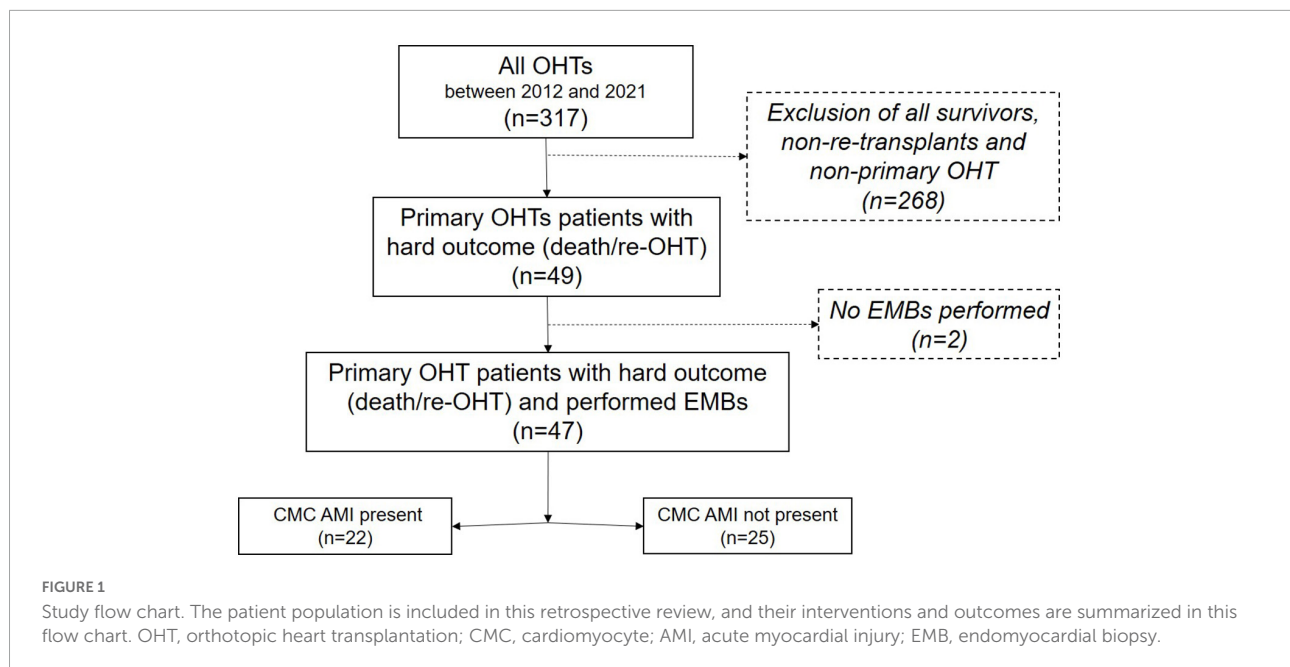 All OHTs
between 2012 and 2021
(n=317)
Exclusion of all survivors,
non-re-transplants and
non-primary OHT
(n=268)
Primary OHTs patients with
hard outcome (death/re-OHT)
(n=49)
No EMBs performed
(n=2)
Primary OHT patients with hard outcome
(death/re-OHT) and performed EMBs
(n=47)
CMC AMI present
(n=22)
CMC AMI not present
(n=25)
FIGURE 1
Study flow chart. The patient population is included in this retrospective review, and their interventions and outcomes are summarized in this
flow chart. OHT, orthotopic heart transplantation; CMC, cardiomyocyte; AMI, acute myocardial injury; EMB, endomyocardial biopsy.